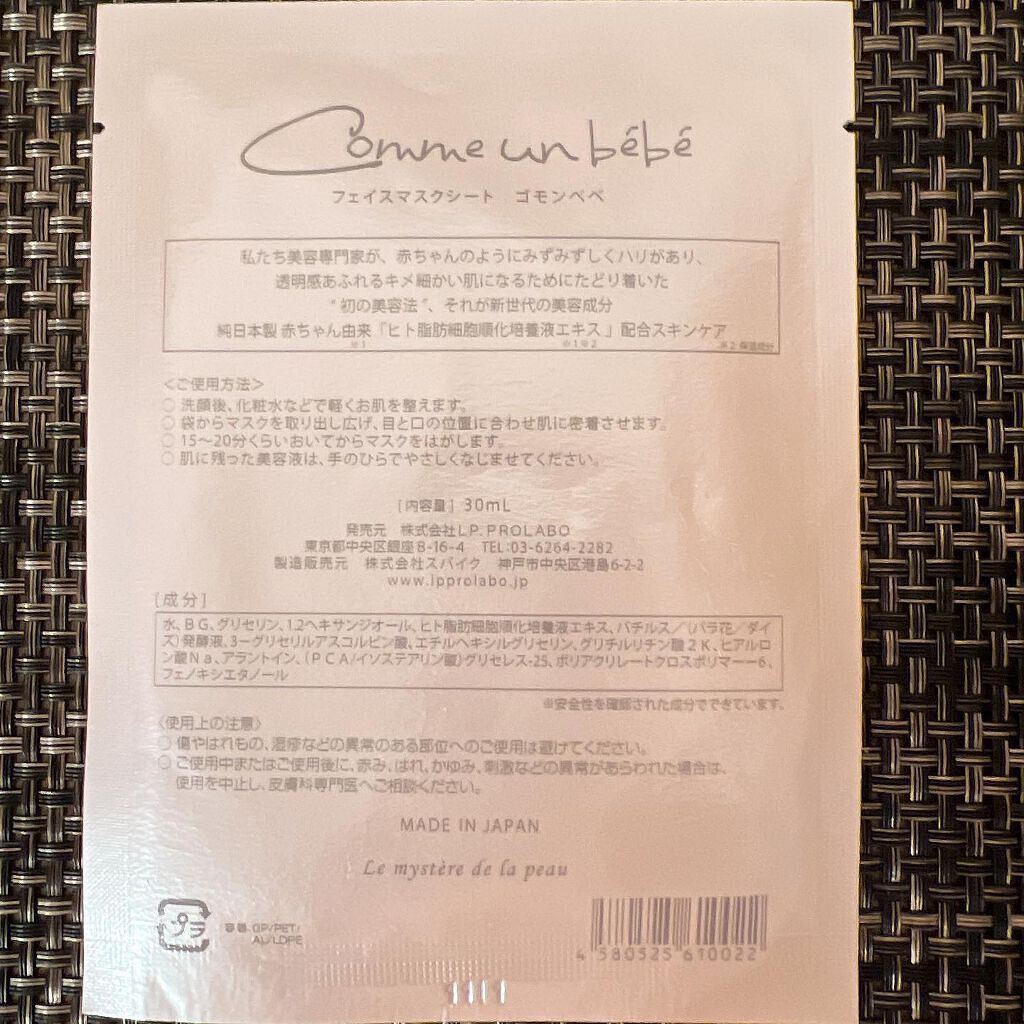 Comme un bébé
フェイスマスクシート　ゴモンベベ
私たち美容専門家が、赤ちゃんのようにみずみずしくハリがあり、
透明感あふれるキメ細かい肌になるためにたどり着いた
“初の美容法”、それが新世代の美容成分
純日本製 赤ちゃん由来「ヒト脂肪細胞順化培養液エキス」配合スキンケア
※1 ※1※2 ※2 保湿成分
＜ご使用方法＞
○ 洗顔後、化粧水などで軽くお肌を整えます。
○ 袋からマスクを取り出し広げ、目と口の位置に合わせ肌に密着させます。
○ 15〜20分くらいおいてからマスクをはがします。
○ 肌に残った美容液は、手のひらでやさしくなじませてください。
[内容量] 30mL
発売元　株式会社LP. PROLABO
東京都中央区銀座8-16-4　TEL:03-6264-2282
製造販売元　株式会社スパイク　神戸市中央区港島6-2-2
www.lpprolabo.jp
[成分]
水、BG、グリセリン、1.2ヘキサンジオール、ヒト脂肪細胞順化培養液エキス、バチルス／（バラ花／ダイ
ズ）発酵液、3ーグリセリルアスコルビン酸、エチルヘキシルグリセリン、グリチルリチン酸2K、ヒアルロ
ン酸Na、アラントイン、（PCA/イソステアリン酸）グリセレス-25、ポリアクリレートクロスポリマーー6、
フェノキシエタノール
※安全性を確認された成分でできています。
〈使用上の注意〉
○ 傷やはれもの、湿疹などの異常のある部位へのご使用は避けてください。
○ ご使用中またはご使用後に、赤み、はれ、かゆみ、刺激などの異常があらわれた場合は、
使用を中止し、皮膚科専門医へご相談ください。
MADE IN JAPAN
Le mystère de la peau
プラ
容器:OP/PET/
AL/LDPE
4 580525 610022